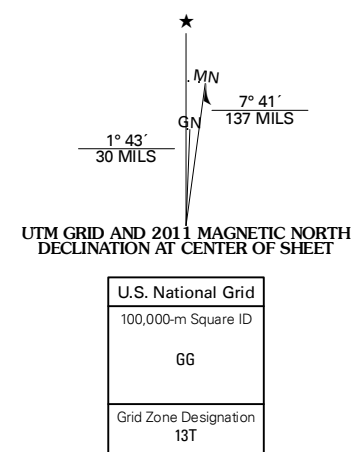 ★
MN
7° 41´
137 MILS
GN
1° 43´
30 MILS
UTM GRID AND 2011 MAGNETIC NORTH
DECLINATION AT CENTER OF SHEET
U.S. National Grid
100,000-m Square ID
GG
Grid Zone Designation
13T